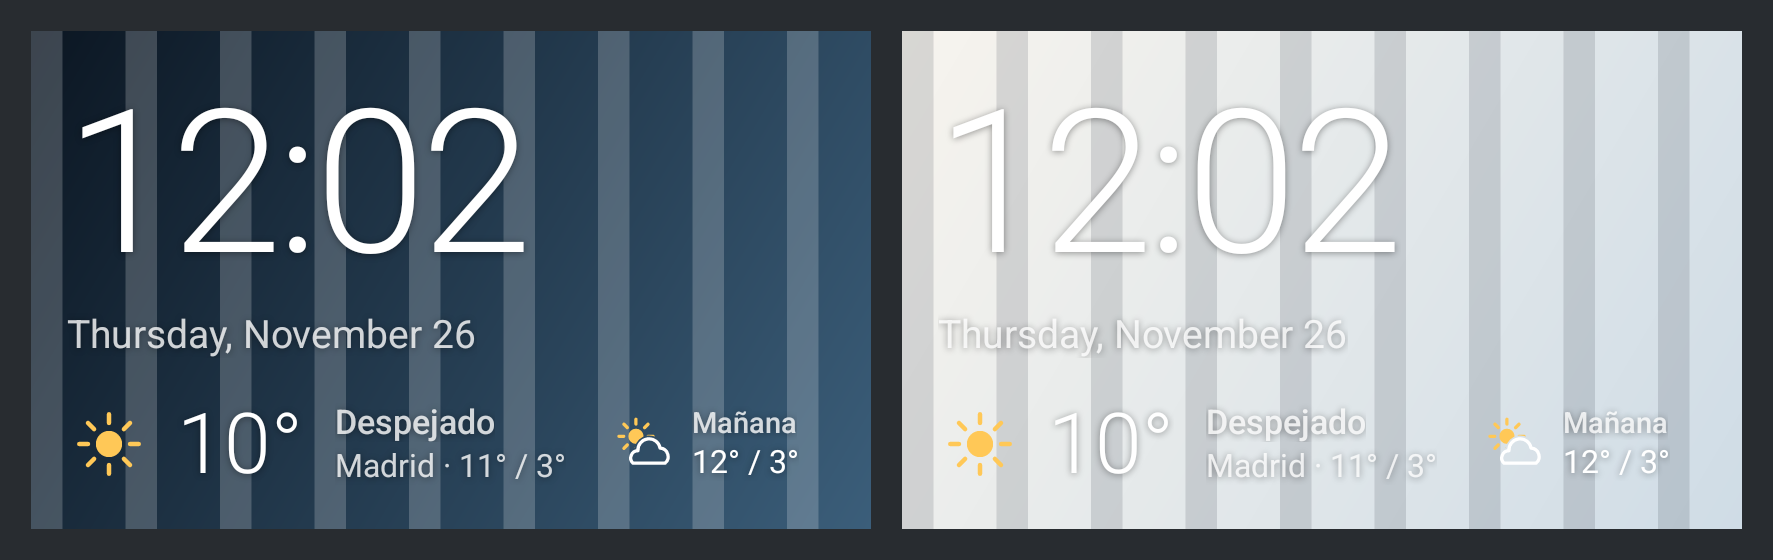 12:02
Thursday, November 26
10°
Despejado
Madrid · 11° / 3°
Mañana
12° / 3°
12:02
Thursday, November 26
10°
Despejado
Madrid · 11° / 3°
Mañana
12° / 3°